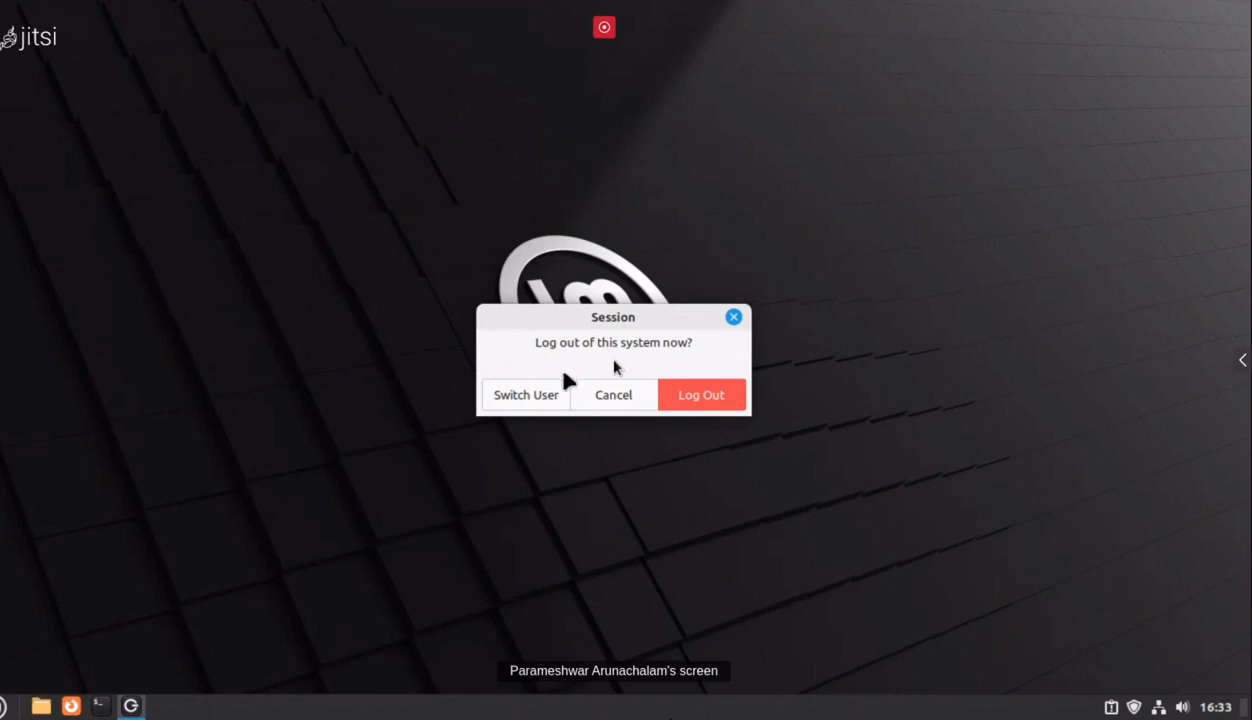 jitsi
Session
Log out of this system now?
Switch User
Cancel
Log Out
Parameshwar Arunachalam's screen
16:33